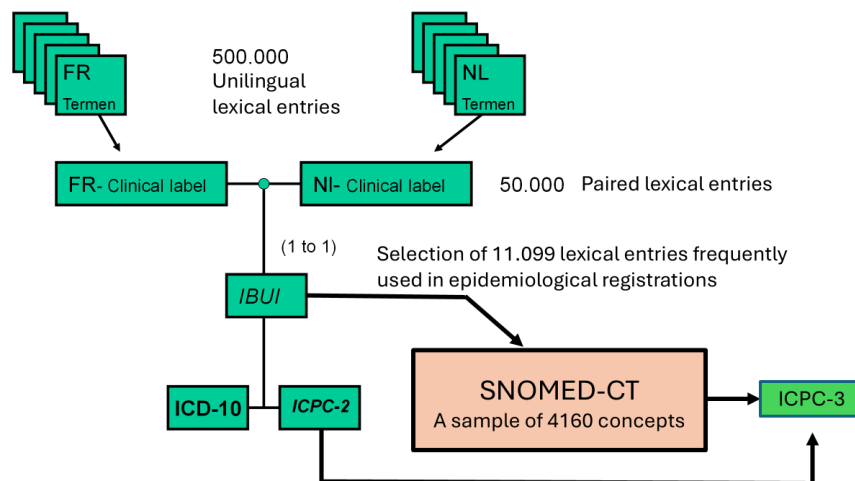 FR
Termen
500.000
Unilingual
lexical entries
NL
Termen
FR- Clinical label
Nl- Clinical label
50.000 Paired lexical entries
(1 to 1)
Selection of 11.099 lexical entries frequently
used in epidemiological registrations
IBUI
SNOMED-CT
A sample of 4160 concepts
ICPC-3
ICD-10
ICPC-2